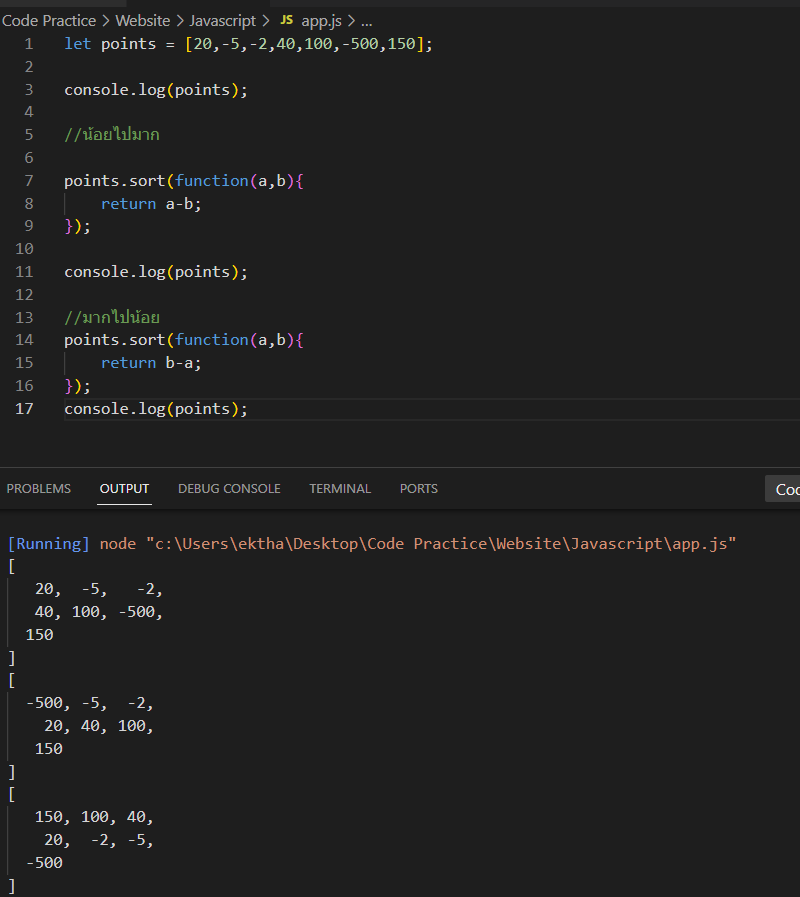 Code Practice > Website > Javascript > JS app.js > ...
1 let points = [20,-5,-2,40,100,-500,150];
2
3 console.log(points);
4
5 //น้อยไปมาก
6
7 points.sort(function(a,b){
8     return a-b;
9 });
10
11 console.log(points);
12
13 //มากไปน้อย
14 points.sort(function(a,b){
15     return b-a;
16 });
17 console.log(points);
PROBLEMS OUTPUT DEBUG CONSOLE TERMINAL PORTS
[Running] node "c:\Users\ektha\Desktop\Code Practice\Website\Javascript\app.js"
[
   20,  -5,   -2,
   40, 100, -500,
  150
]
[
  -500, -5,  -2,
    20, 40, 100,
   150
]
[
   150, 100, 40,
    20,  -2, -5,
  -500
]